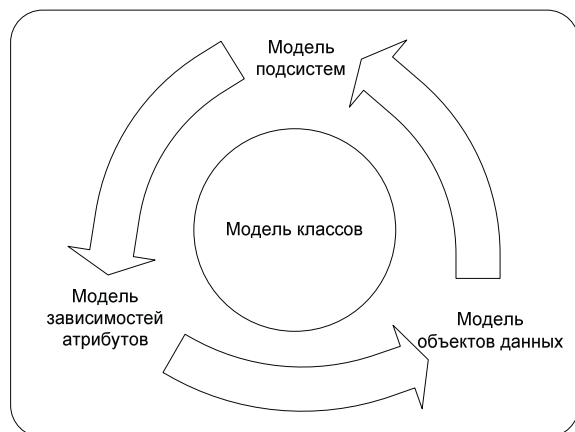 Модель
подсистем
Модель классов
Модель
зависимостей
атрибутов
Модель
объектов данных